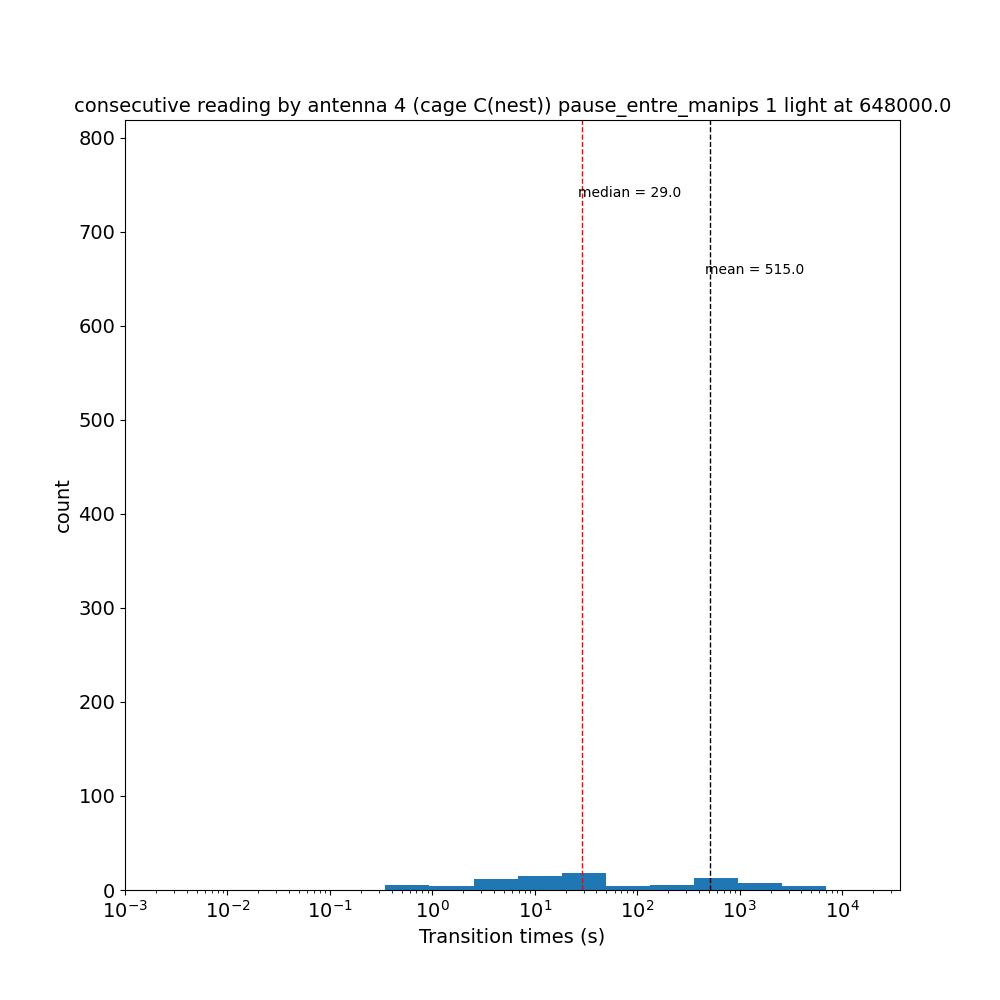 consecutive reading by antenna 4 (cage C(nest)) pause_entre_manips 1 light at 648000.0
800
median = 29.0
700
mean = 515.0
600
500
400
count
300
200
100
0
10⁻³ 10⁻² 10⁻¹ 10⁰ 10¹ 10² 10³ 10⁴
Transition times (s)